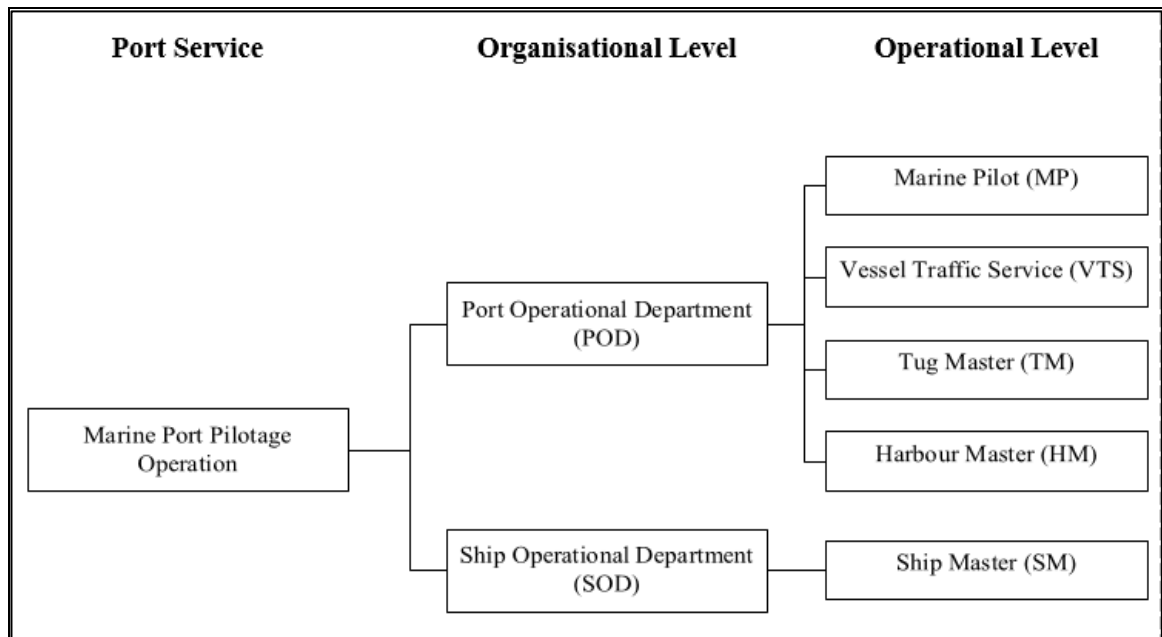 Port Service
Organisational Level
Operational Level
Marine Pilot (MP)
Vessel Traffic Service (VTS)
Port Operational Department
(POD)
Tug Master (TM)
Marine Port Pilotage
Operation
Harbour Master (HM)
Ship Operational Department
(SOD)
Ship Master (SM)